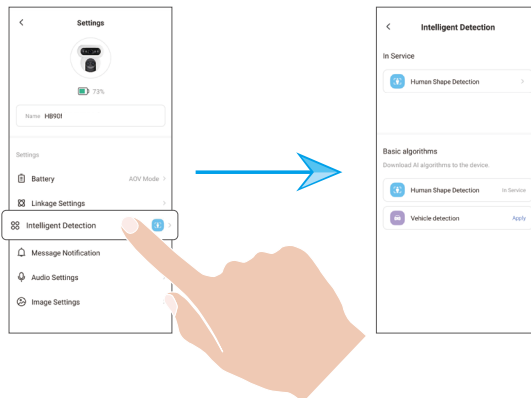 Settings
73%
Name HB90I
Settings
Battery AOV Mode >
Linkage Settings >
Intelligent Detection >
Message Notification
Audio Settings
Image Settings
Intelligent Detection
In Service
Human Shape Detection >
Basic algorithms
Download AI algorifhms to the device.
Human Shape Detection In Service
Vehicle detection Apply